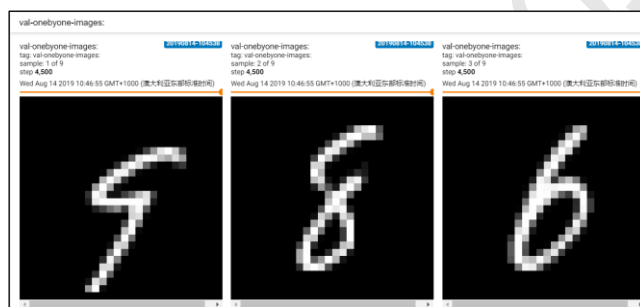 val-onebyone-images:
val-onebyone-images:
20190814-104538
tag: val-onebyone-images:
sample: 1 of 9
step 4,500
Wed Aug 14 2019 10:46:55 GMT+1000 (澳大利亚东部标准时间)
val-onebyone-images:
20190814-104538
tag: val-onebyone-images:
sample: 2 of 9
step 4,500
Wed Aug 14 2019 10:46:55 GMT+1000 (澳大利亚东部标准时间)
val-onebyone-images:
20190814-104538
tag: val-onebyone-images:
sample: 3 of 9
step 4,500
Wed Aug 14 2019 10:46:55 GMT+1000 (澳大利亚东部标准时间)
9
8
6